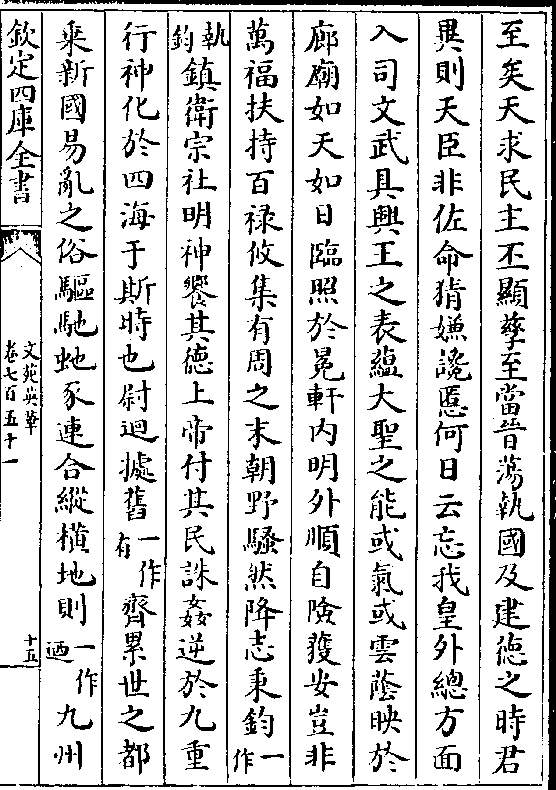 至矣天求民主丕顯孳至當晉蕩執國及建德之時君
異則天臣非佐命猜嫌讒慝何日云忘我皇外總方面
入司文武具興王之表蘊大聖之能或氣或雲蔭映於
廊廟如天如日臨照於冕軒内明外順自險獲安豈非
萬福扶持百禄攸集有周之末朝野騷然降志秉鈞一作
執鈞鎮衛宗社明神饗其德上帝付其民誅姦逆於九重
行神化於四海于斯時也尉迥據舊一作有齊累世之都
乘新國易亂之俗驅馳虵豕連合縱横地則一作迺九州
欽定四庫全書
文苑英華
卷七百五十一
十五